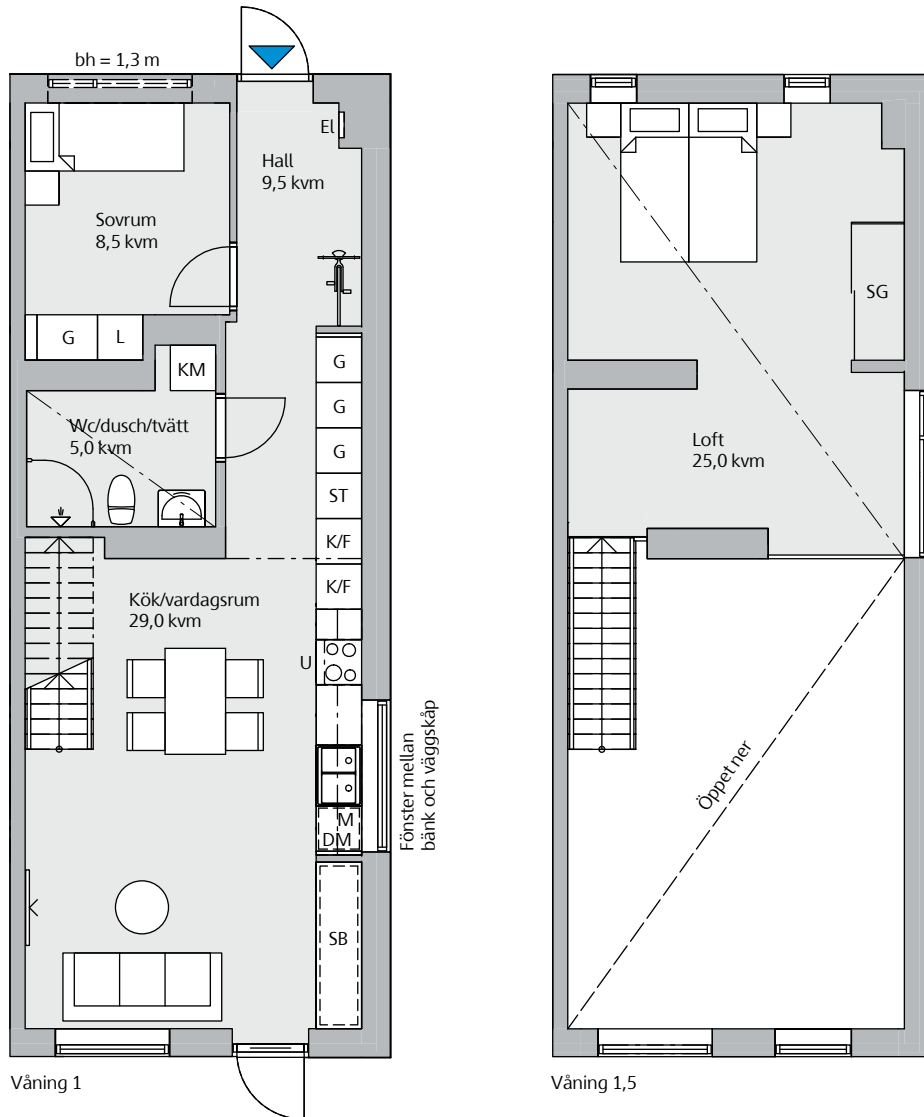 bh = 1,3 m
El
Hall
9,5 kvm
Sovrum
8,5 kvm
SG
G
L
KM
G
G
G
ST
K/F
K/F
Wc/dusch/tvätt
5,0 kvm
Loft
25,0 kvm
Kök/vardagsrum
29,0 kvm
U
Fönster mellan
bänk och väggskåp
M
DM
SB
Öppet ner
Våning 1
Våning 1,5